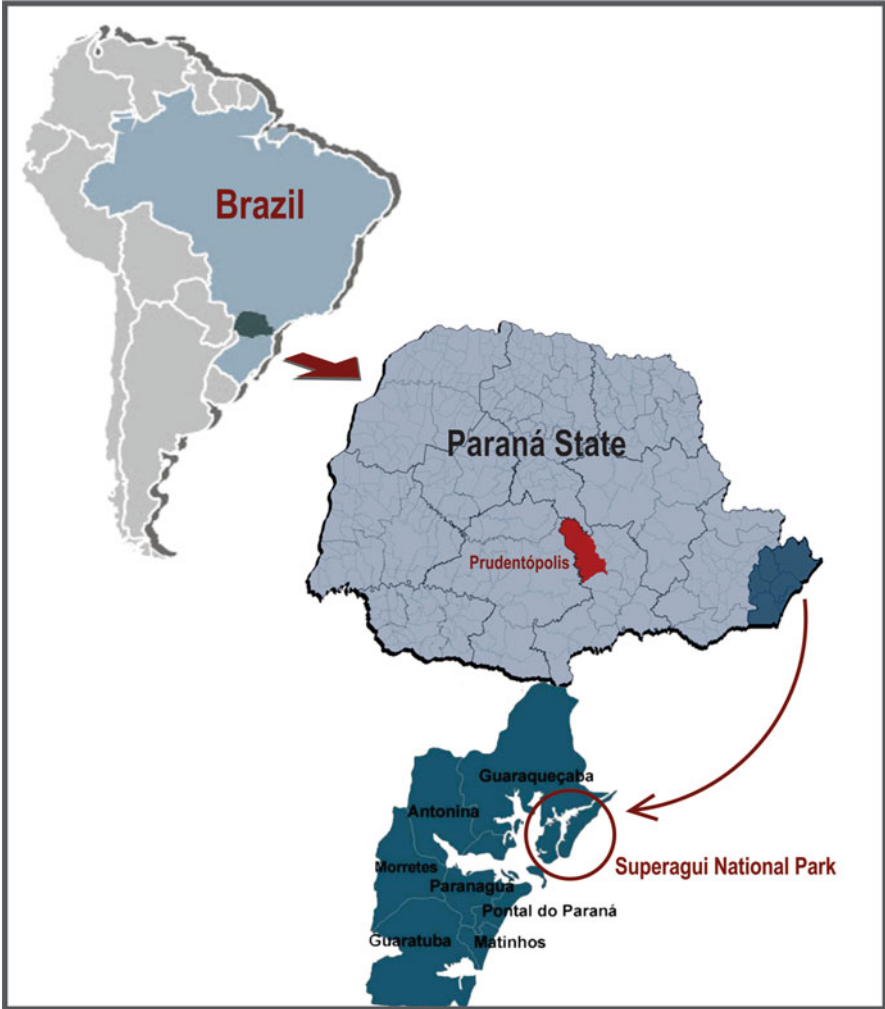 Brazil
Paraná State
Prudentópolis
Guaraqueçaba
Antonina
Superagui National Park
Morretes
Paranaguá
Pontal do Paraná
Guaratuba
Matinhos